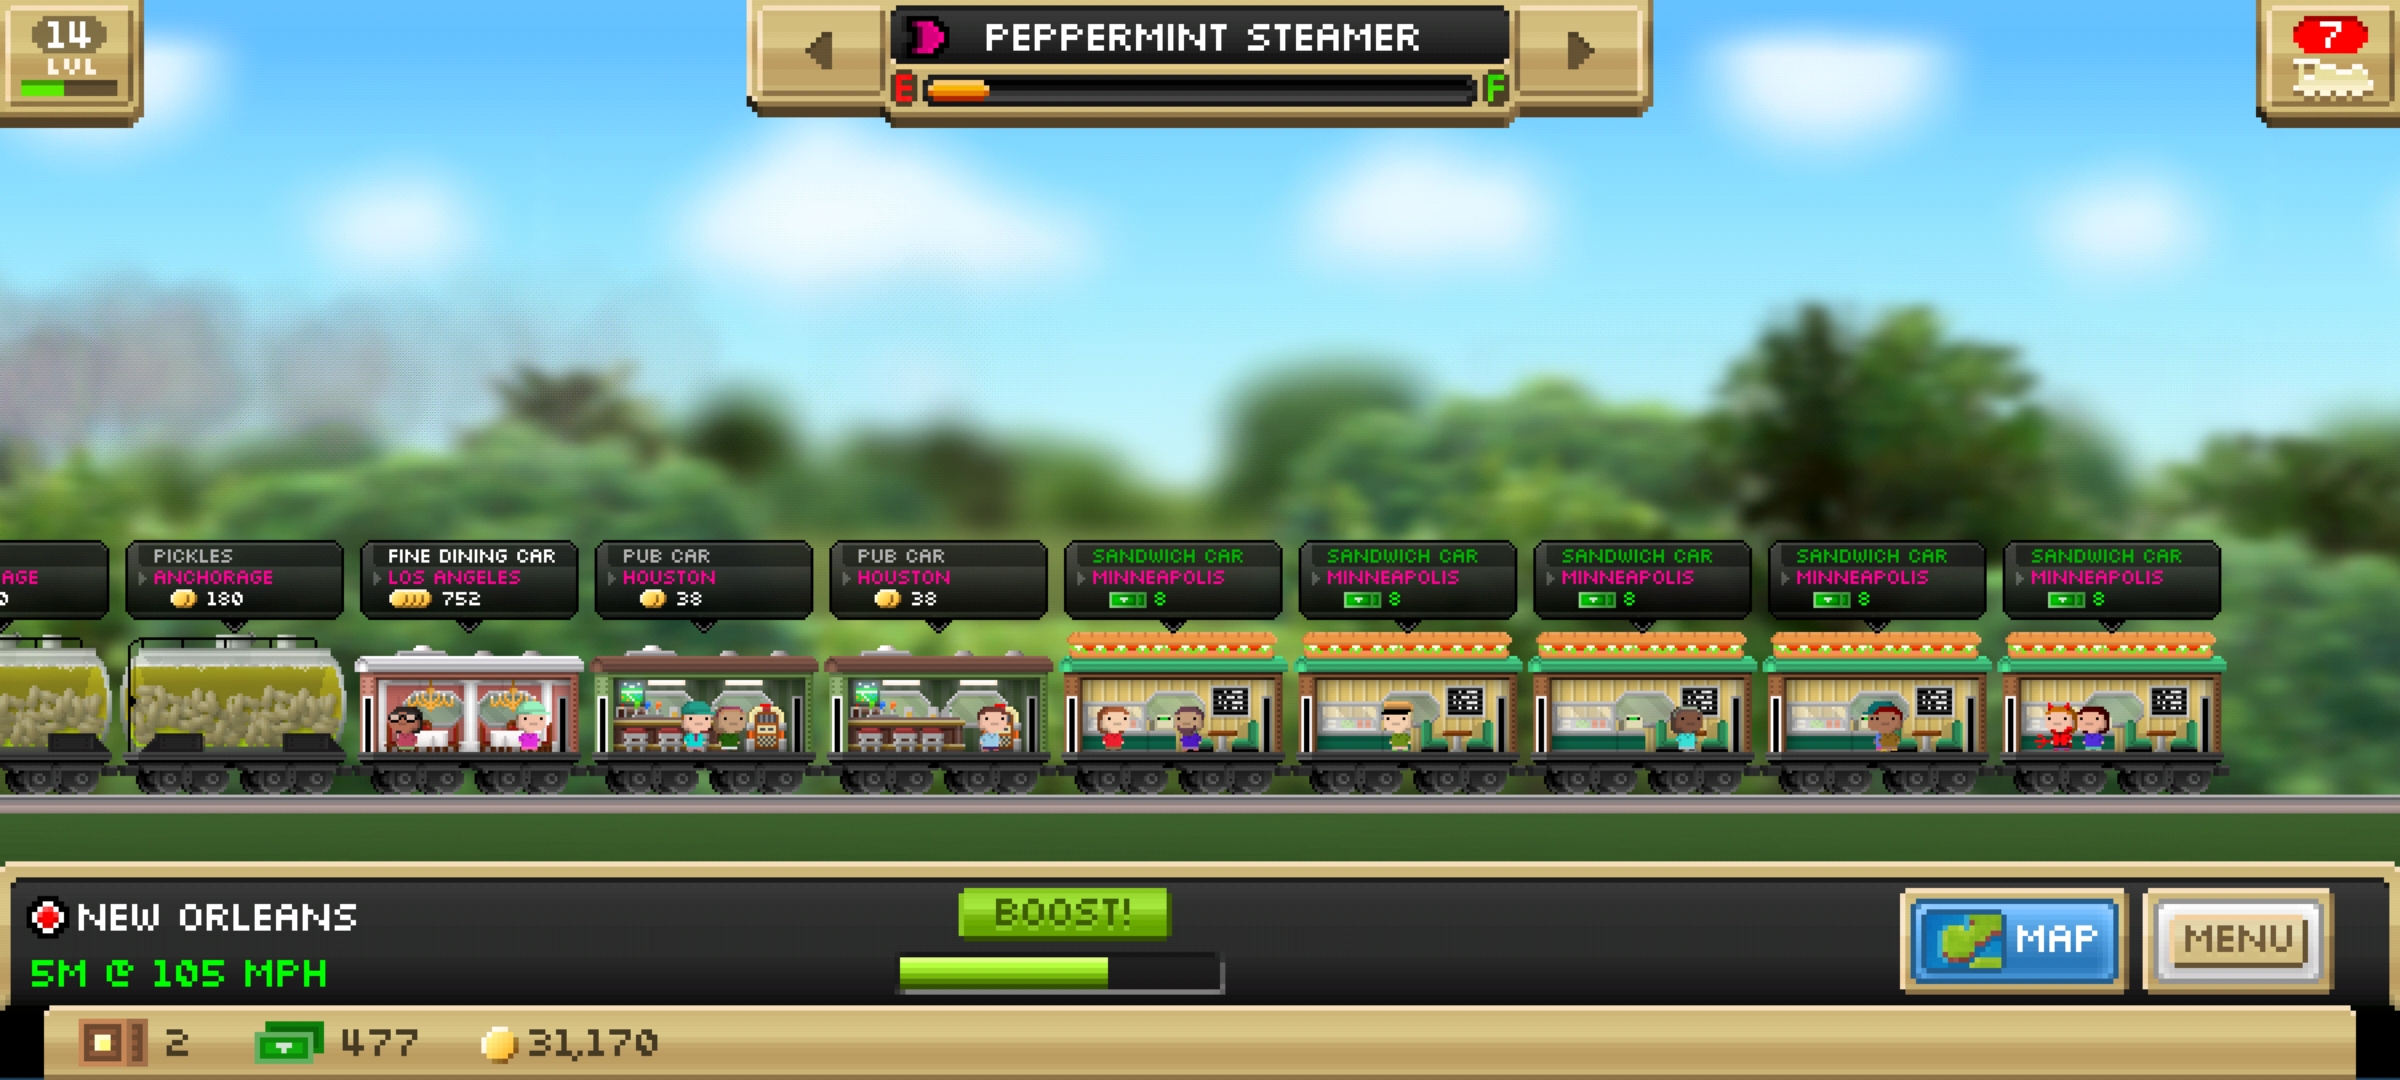 14
LVL
PEPPERMINT STEAMER
E F
7
AGE
0
PICKLES
ANCHORAGE
180
FINE DINING CAR
LOS ANGELES
752
PUB CAR
HOUSTON
38
PUB CAR
HOUSTON
38
SANDWICH CAR
MINNEAPOLIS
8
SANDWICH CAR
MINNEAPOLIS
8
SANDWICH CAR
MINNEAPOLIS
8
SANDWICH CAR
MINNEAPOLIS
8
SANDWICH CAR
MINNEAPOLIS
8
NEW ORLEANS
5M @ 105 MPH
BOOST!
MAP
MENU
2
477
31,170